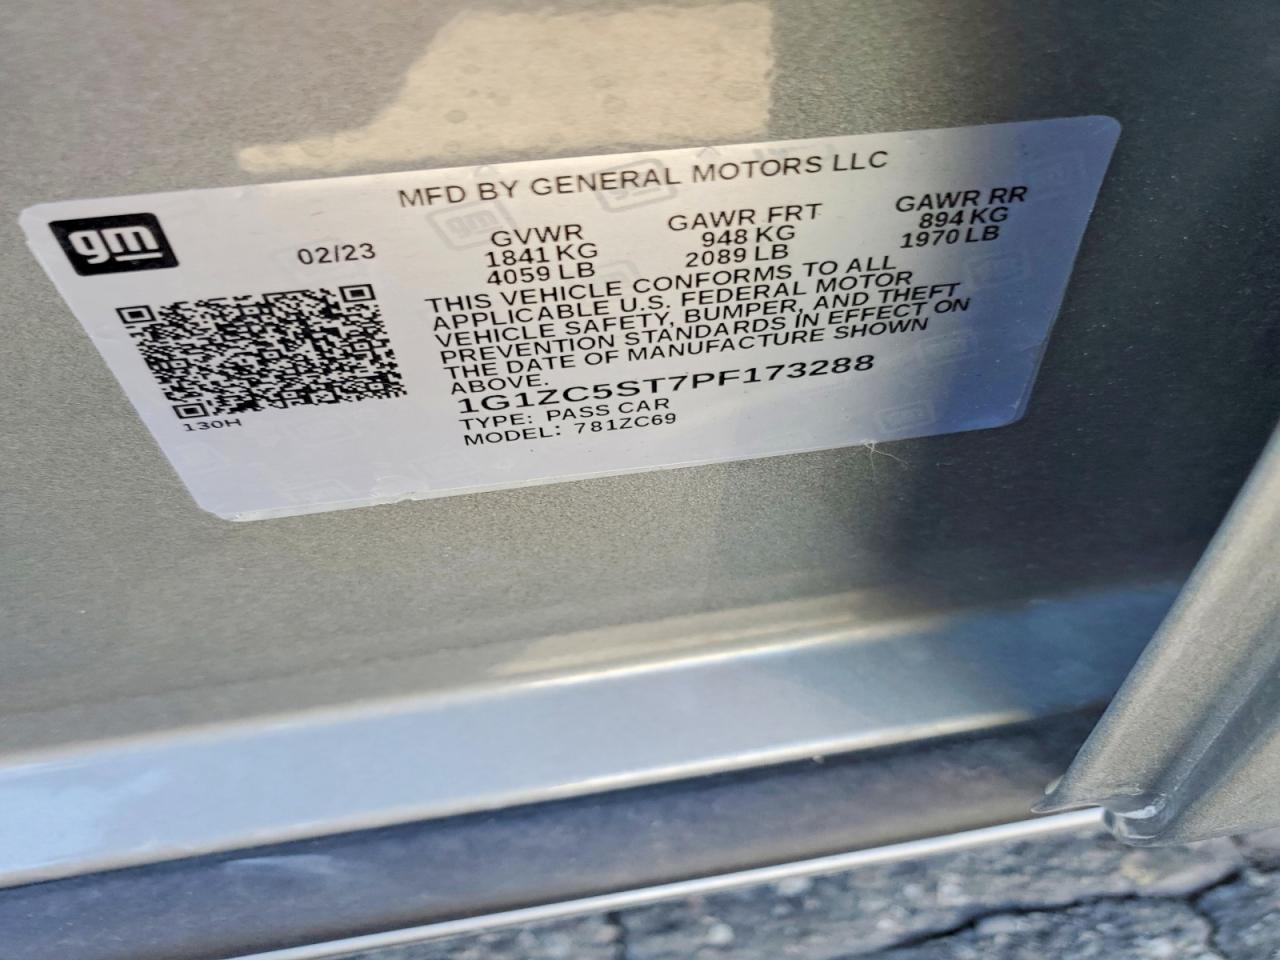 MFD BY GENERAL MOTORS LLC
gm
02/23
GVWR GAWR FRT GAWR RR
1841 KG 948 KG 894 KG
4059 LB 2089 LB 1970 LB
THIS VEHICLE CONFORMS TO ALL
APPLICABLE U.S. FEDERAL MOTOR
VEHICLE SAFETY, BUMPER, AND THEFT
PREVENTION STANDARDS IN EFFECT ON
THE DATE OF MANUFACTURE SHOWN
ABOVE.
1G1ZC5ST7PF173288
TYPE: PASS CAR
MODEL: 781ZC69
130H